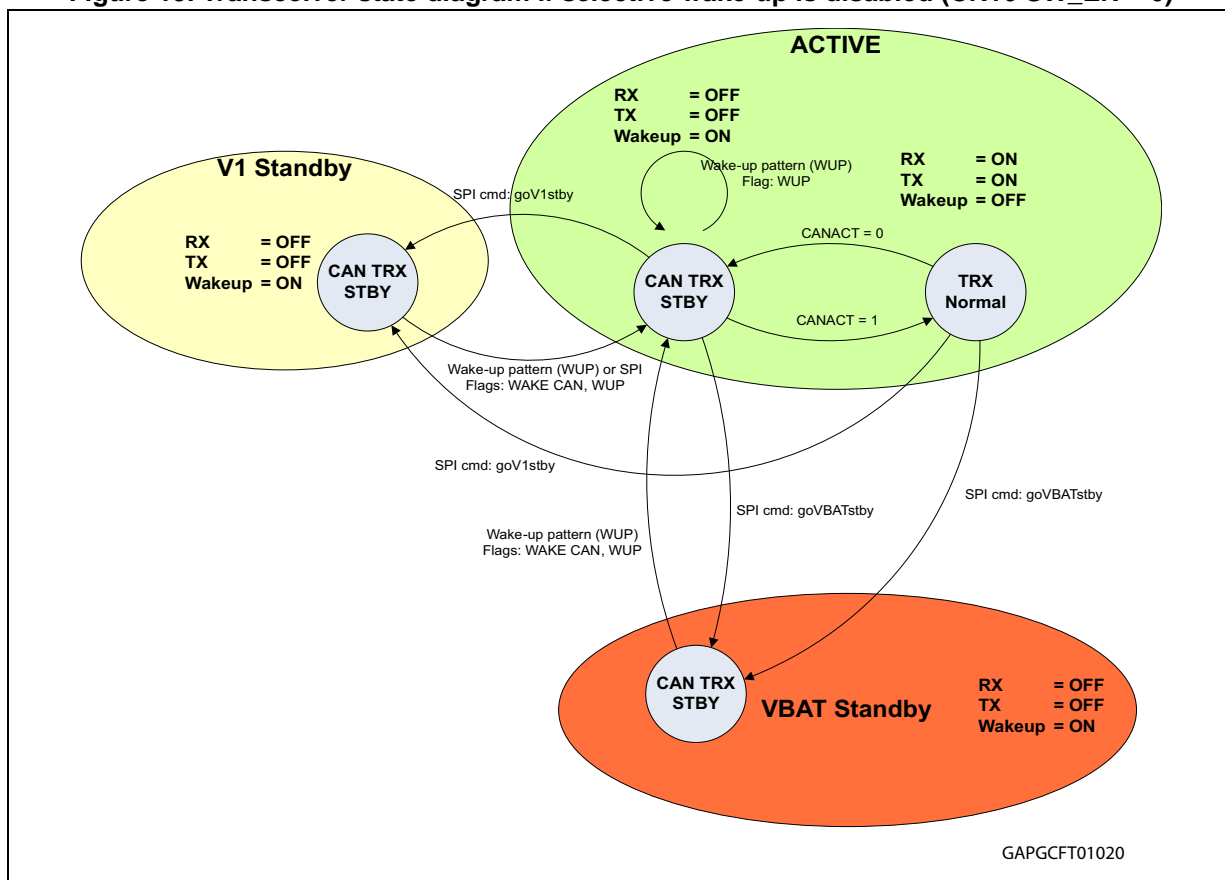 ACTIVE
RX = OFF
TX = OFF
Wakeup = ON
Wake-up pattern (WUP)
Flag: WUP
RX = ON
TX = ON
Wakeup = OFF
V1 Standby
SPI cmd: goV1stby
RX = OFF
TX = OFF
Wakeup = ON
CAN TRX
STBY
CAN TRX
STBY
CANACT = 0
TRX
Normal
CANACT = 1
Wake-up pattern (WUP) or SPI
Flags: WAKE CAN, WUP
SPI cmd: goV1stby
SPI cmd: goVBATstby
SPI cmd: goVBATstby
Wake-up pattern (WUP)
Flags: WAKE CAN, WUP
CAN TRX
STBY
VBAT Standby
RX = OFF
TX = OFF
Wakeup = ON
GAPGCFT01020